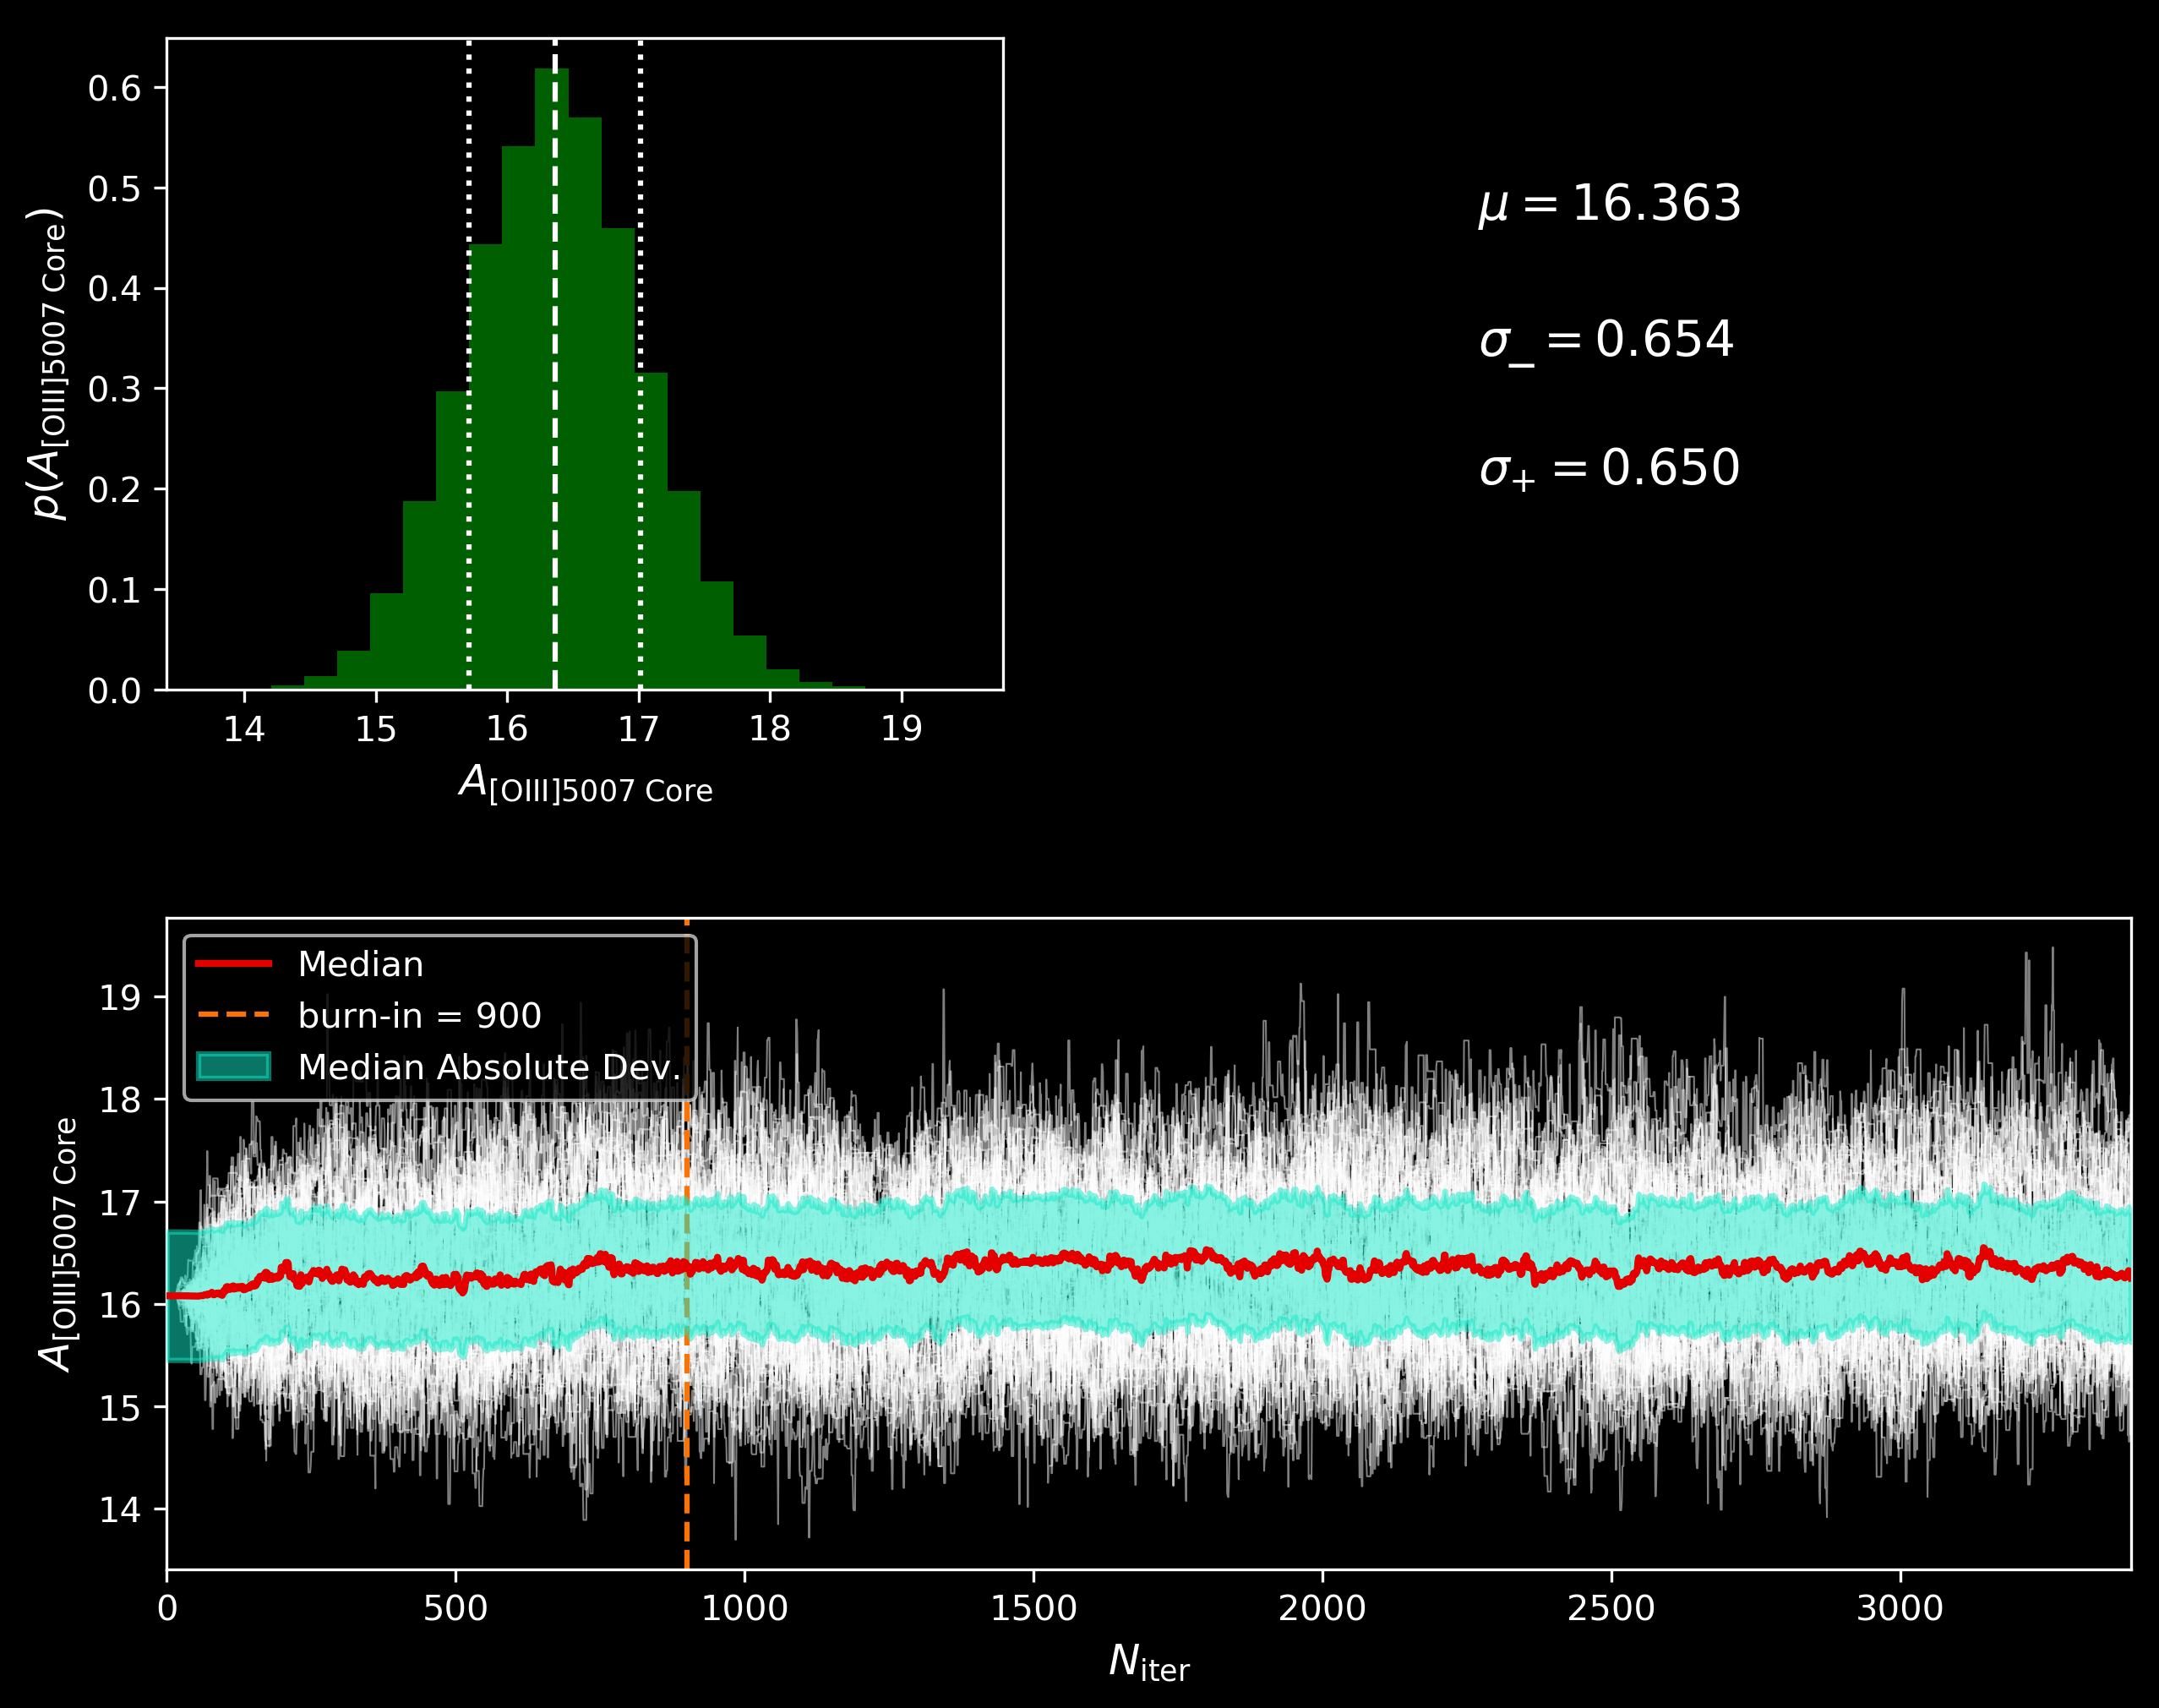 0.6
0.5
0.4
0.3
0.2
0.1
0.0
p(A[OIII]5007 Core)
14 15 16 17 18 19
A[OIII]5007 Core
μ = 16.363
σ− = 0.654
σ+ = 0.650
Median
burn-in = 900
Median Absolute Dev.
19
18
17
16
15
14
A[OIII]5007 Core
0 500 1000 1500 2000 2500 3000
Niter